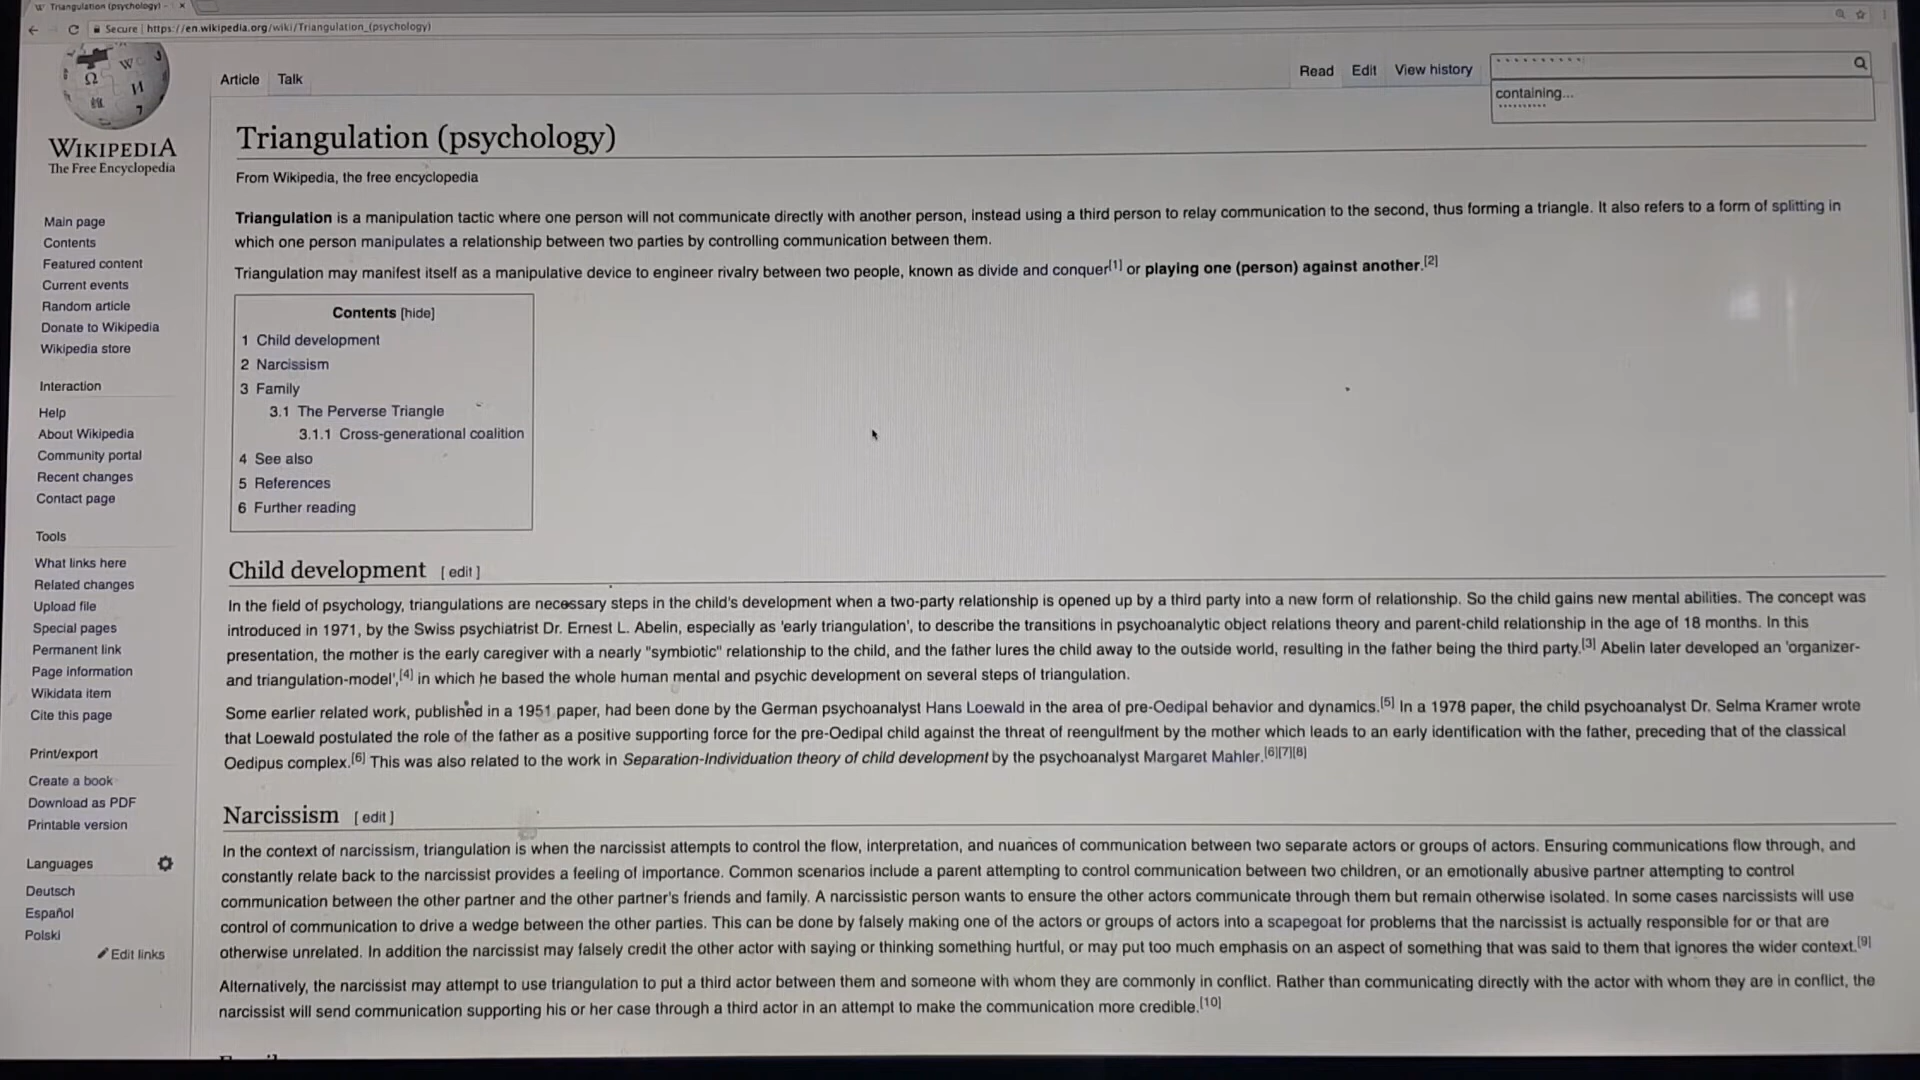 Triangulation (psychology) -
Secure | https://en.wikipedia.org/wiki/Triangulation_(psychology)
WIKIPEDIA
The Free Encyclopedia
Main page
Contents
Featured content
Current events
Random article
Donate to Wikipedia
Wikipedia store
Interaction
Help
About Wikipedia
Community portal
Recent changes
Contact page
Tools
What links here
Related changes
Upload file
Special pages
Permanent link
Page information
Wikidata item
Cite this page
Print/export
Create a book
Download as PDF
Printable version
Languages
Deutsch
Español
Polski
Edit links
Article Talk
Read Edit View history
containing...
Triangulation (psychology)
From Wikipedia, the free encyclopedia
Triangulation is a manipulation tactic where one person will not communicate directly with another person, instead using a third person to relay communication to the second, thus forming a triangle. It also refers to a form of splitting in
which one person manipulates a relationship between two parties by controlling communication between them.
Triangulation may manifest itself as a manipulative device to engineer rivalry between two people, known as divide and conquer[1] or playing one (person) against another.[2]
Contents [hide]
1 Child development
2 Narcissism
3 Family
3.1 The Perverse Triangle
3.1.1 Cross-generational coalition
4 See also
5 References
6 Further reading
Child development [ edit ]
In the field of psychology, triangulations are necessary steps in the child's development when a two-party relationship is opened up by a third party into a new form of relationship. So the child gains new mental abilities. The concept was
introduced in 1971, by the Swiss psychiatrist Dr. Ernest L. Abelin, especially as 'early triangulation', to describe the transitions in psychoanalytic object relations theory and parent-child relationship in the age of 18 months. In this
presentation, the mother is the early caregiver with a nearly "symbiotic" relationship to the child, and the father lures the child away to the outside world, resulting in the father being the third party.[3] Abelin later developed an 'organizer-
and triangulation-model',[4] in which he based the whole human mental and psychic development on several steps of triangulation.
Some earlier related work, published in a 1951 paper, had been done by the German psychoanalyst Hans Loewald in the area of pre-Oedipal behavior and dynamics.[5] In a 1978 paper, the child psychoanalyst Dr. Selma Kramer wrote
that Loewald postulated the role of the father as a positive supporting force for the pre-Oedipal child against the threat of reengulfment by the mother which leads to an early identification with the father, preceding that of the classical
Oedipus complex.[6] This was also related to the work in Separation-Individuation theory of child development by the psychoanalyst Margaret Mahler.[6][7][8]
Narcissism [ edit ]
In the context of narcissism, triangulation is when the narcissist attempts to control the flow, interpretation, and nuances of communication between two separate actors or groups of actors. Ensuring communications flow through, and
constantly relate back to the narcissist provides a feeling of importance. Common scenarios include a parent attempting to control communication between two children, or an emotionally abusive partner attempting to control
communication between the other partner and the other partner's friends and family. A narcissistic person wants to ensure the other actors communicate through them but remain otherwise isolated. In some cases narcissists will use
control of communication to drive a wedge between the other parties. This can be done by falsely making one of the actors or groups of actors into a scapegoat for problems that the narcissist is actually responsible for or that are
otherwise unrelated. In addition the narcissist may falsely credit the other actor with saying or thinking something hurtful, or may put too much emphasis on an aspect of something that was said to them that ignores the wider context.[9]
Alternatively, the narcissist may attempt to use triangulation to put a third actor between them and someone with whom they are commonly in conflict. Rather than communicating directly with the actor with whom they are in conflict, the
narcissist will send communication supporting his or her case through a third actor in an attempt to make the communication more credible.[10]